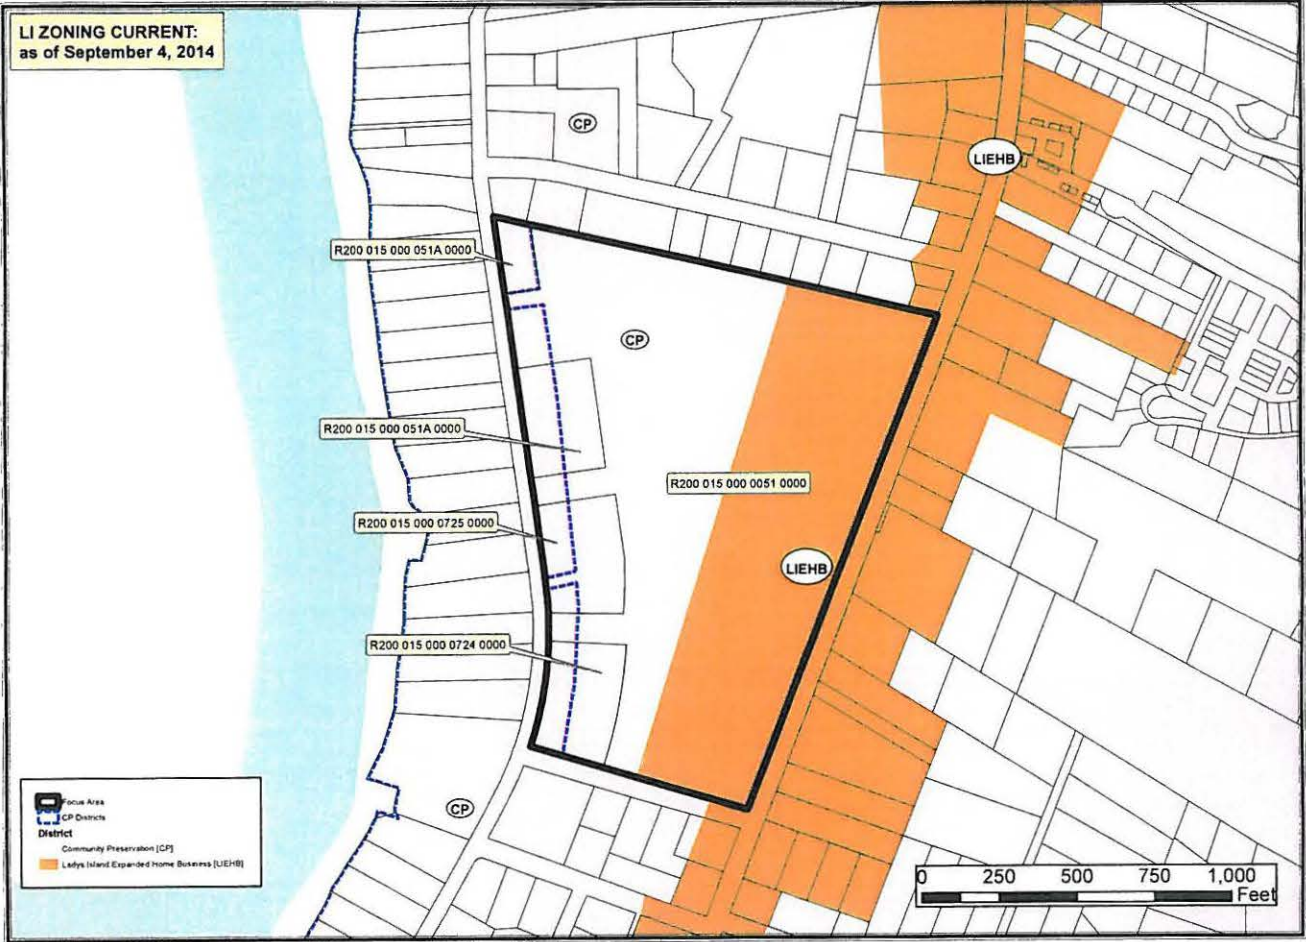 LI ZONING CURRENT:
as of September 4, 2014
CP
LIEHB
R200 015 000 051A 0000
CP
R200 015 000 051A 0000
R200 015 000 0051 0000
R200 015 000 0725 0000
LIEHB
R200 015 000 0724 0000
CP
Focus Area
CP Districts
District
Community Preservation [CP]
Ladys Island Expanded Home Business [LIEHB]
0 250 500 750 1,000
Feet